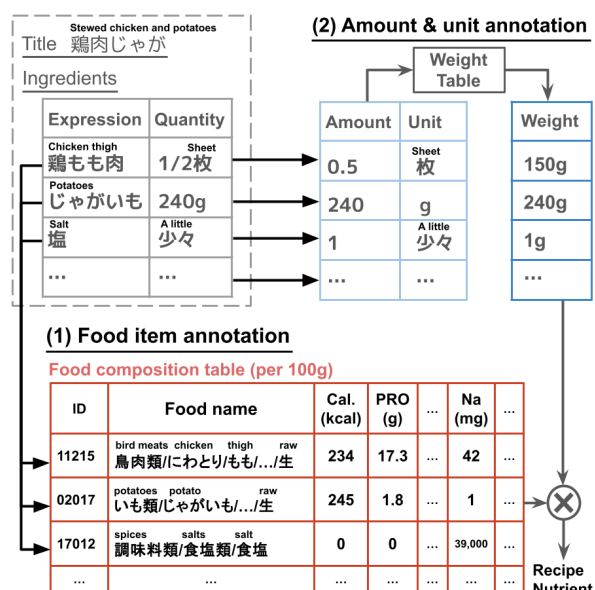 Stewed chicken and potatoes
Title 鶏肉じゃが
Ingredients
Expression Quantity
Chicken thigh Sheet
鶏もも肉 1/2枚
Potatoes
じゃがいも 240g
Salt A little
塩 少々
... ...
(2) Amount & unit annotation
Weight
Table
Amount Unit Weight
Sheet
0.5 枚 150g
240 g 240g
A little
1 少々 1g
... ... ...
(1) Food item annotation
Food composition table (per 100g)
ID Food name Cal. (kcal) PRO (g) ... Na (mg) ...
bird meats chicken thigh raw
11215 鳥肉類/にわとり/もも/.../生 234 17.3 ... 42 ...
potatoes potato raw
02017 いも類/じゃがいも/.../生 245 1.8 ... 1 ...
spices salts salt
17012 調味料類/食塩類/食塩 0 0 ... 39,000 ...
... ... ... ... ... ... ...
Recipe
Nutrient